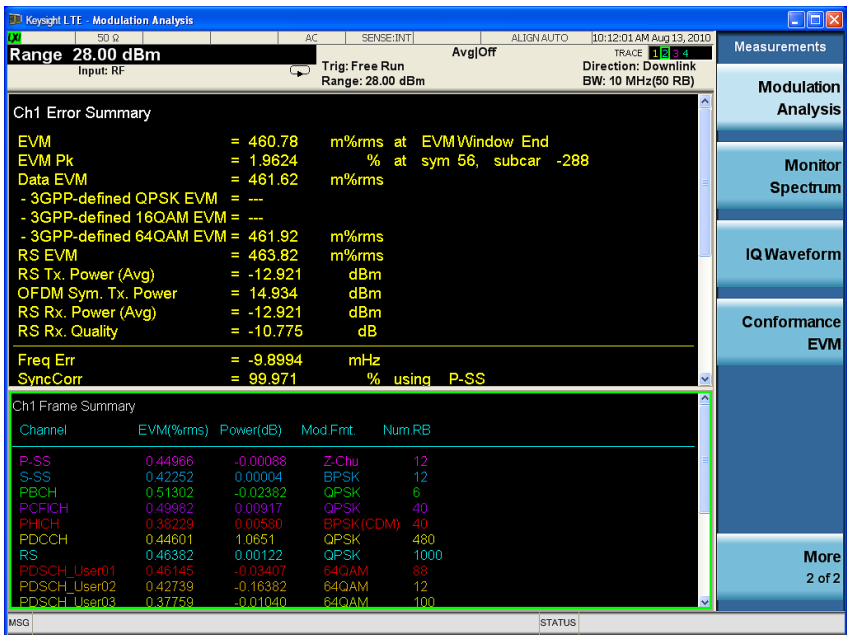 Keysight LTE - Modulation Analysis
LXI 50 Ω AC SENSE:INT ALIGN AUTO 10:12:01 AM Aug 13, 2010
Range 28.00 dBm
Input: RF
Trig: Free Run
Range: 28.00 dBm
Avg|Off
TRACE 1 2 3 4
Direction: Downlink
BW: 10 MHz(50 RB)
Ch1 Error Summary
EVM = 460.78 m%rms at EVM Window End
EVM Pk = 1.9624 % at sym 56, subcar -288
Data EVM = 461.62 m%rms
- 3GPP-defined QPSK EVM = ---
- 3GPP-defined 16QAM EVM = ---
- 3GPP-defined 64QAM EVM = 461.92 m%rms
RS EVM = 463.82 m%rms
RS Tx. Power (Avg) = -12.921 dBm
OFDM Sym. Tx. Power = 14.934 dBm
RS Rx. Power (Avg) = -12.921 dBm
RS Rx. Quality = -10.775 dB
Freq Err = -9.8994 mHz
SyncCorr = 99.971 % using P-SS
Ch1 Frame Summary
Channel EVM(%rms) Power(dB) Mod.Fmt. Num.RB
P-SS 0.44966 -0.00088 Z-Chu 12
S-SS 0.42252 0.00004 BPSK 12
PBCH 0.51302 -0.02382 QPSK 6
PCFICH 0.49982 0.00917 QPSK 40
PHICH 0.38229 0.00580 BPSK(CDM) 40
PDCCH 0.44601 1.0651 QPSK 480
RS 0.46382 0.00122 QPSK 1000
PDSCH_User01 0.46145 -0.03407 64QAM 88
PDSCH_User02 0.42739 -0.16382 64QAM 12
PDSCH_User03 0.37759 -0.01040 64QAM 100
MSG STATUS
Measurements
Modulation
Analysis
Monitor
Spectrum
IQ Waveform
Conformance
EVM
More
2 of 2